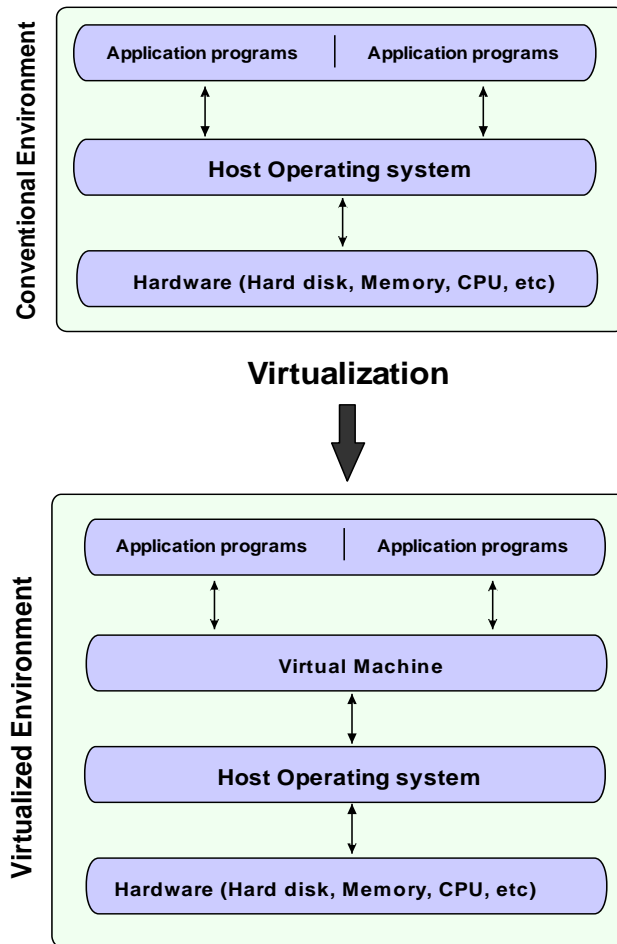 Conventional Environment
Application programs | Application programs
Host Operating system
Hardware (Hard disk, Memory, CPU, etc)
Virtualization
Virtualized Environment
Application programs | Application programs
Virtual Machine
Host Operating system
Hardware (Hard disk, Memory, CPU, etc)